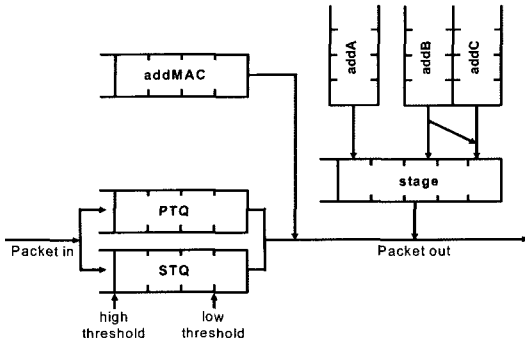 addA
addB
addC
addMAC
stage
PTQ
Packet in
Packet out
STQ
high
threshold
low
threshold